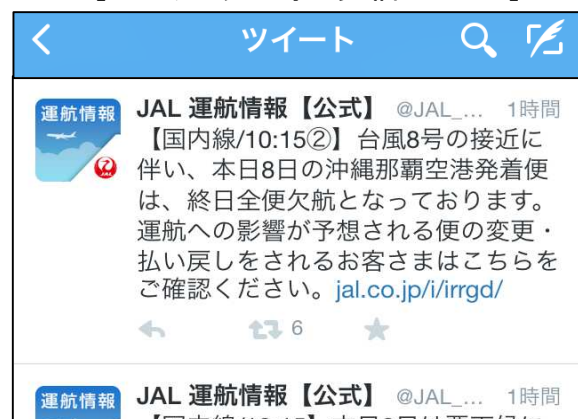 ツイート
運航情報
JAL 運航情報【公式】 @JAL_... 1時間
【国内線/10:15②】台風8号の接近に
伴い、本日8日の沖縄那覇空港発着便
は、終日全便欠航となっております。
運航への影響が予想される便の変更・
払い戻しをされるお客さまはこちらを
ご確認ください。jal.co.jp/i/irrgd/
6
運航情報
JAL 運航情報【公式】 @JAL_... 1時間